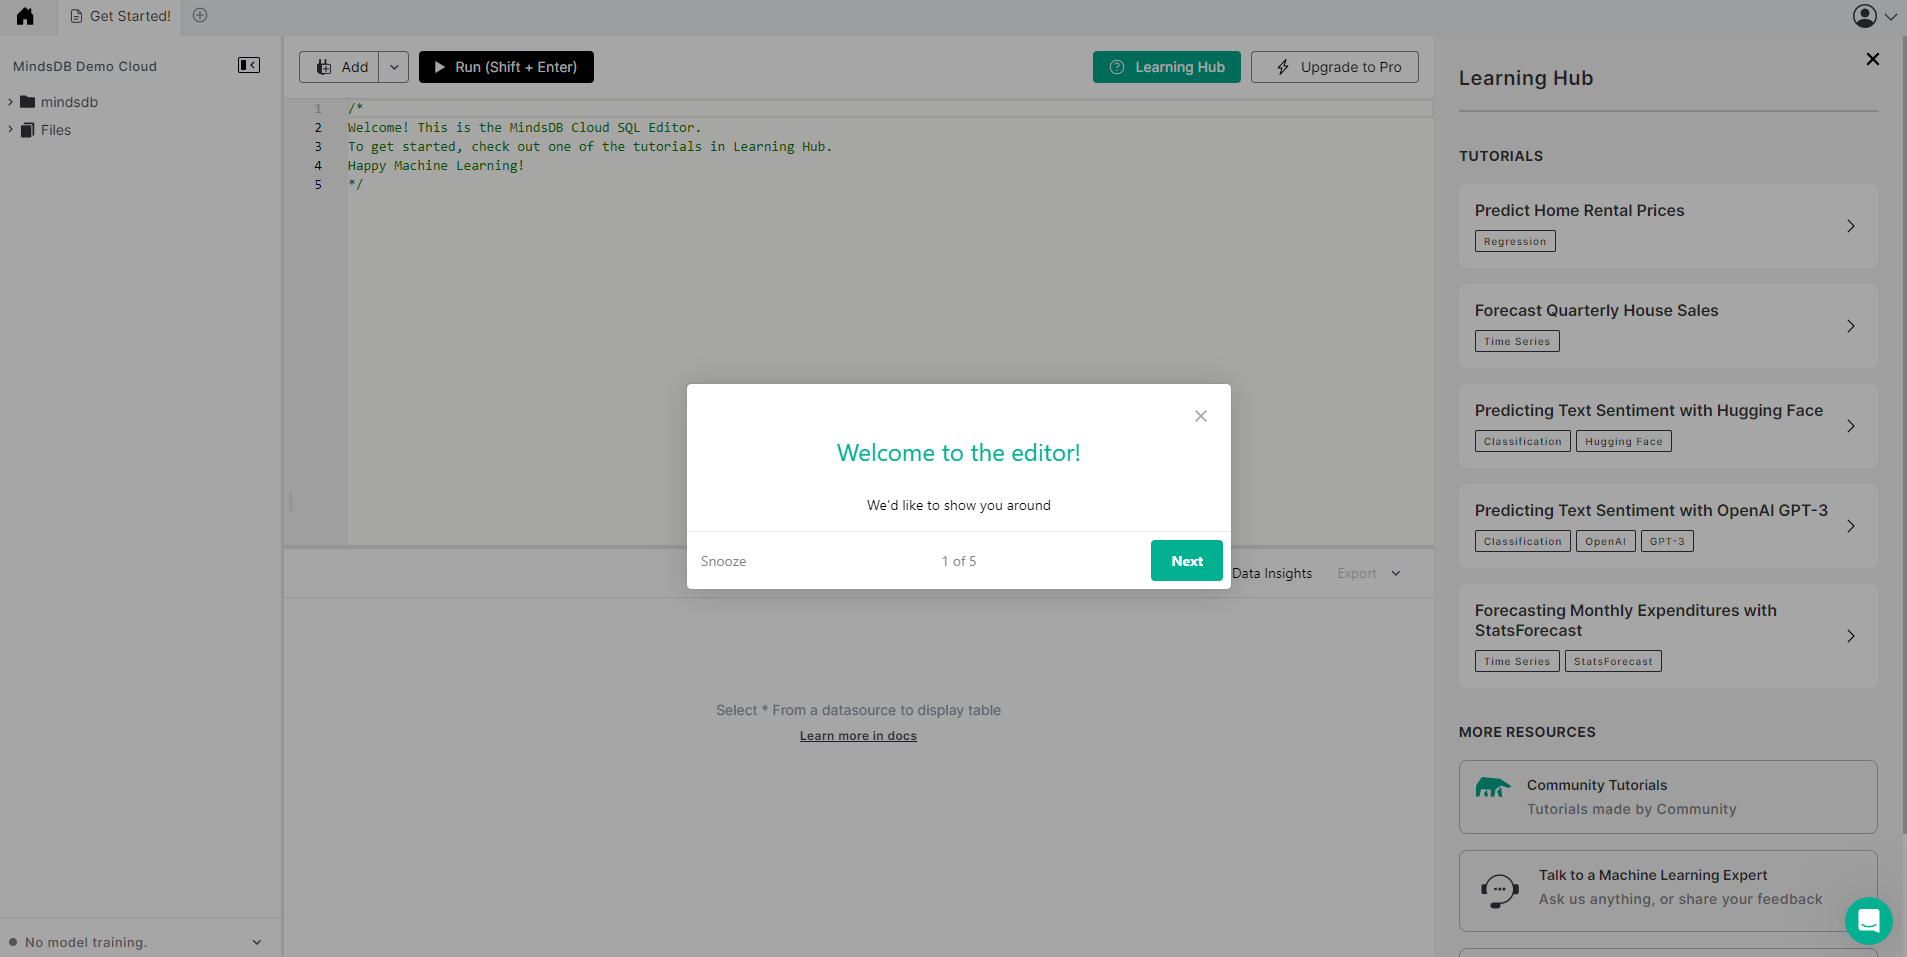 Get Started!
MindsDB Demo Cloud
mindsdb
Files
Add
Run (Shift + Enter)
Learning Hub
Upgrade to Pro
1 /*
2 Welcome! This is the MindsDB Cloud SQL Editor.
3 To get started, check out one of the tutorials in Learning Hub.
4 Happy Machine Learning!
5 */
Welcome to the editor!
We'd like to show you around
Snooze
1 of 5
Next
Data Insights
Export
Select * From a datasource to display table
Learn more in docs
No model training.
Learning Hub
TUTORIALS
Predict Home Rental Prices
Regression
Forecast Quarterly House Sales
Time Series
Predicting Text Sentiment with Hugging Face
Classification Hugging Face
Predicting Text Sentiment with OpenAI GPT-3
Classification OpenAI GPT-3
Forecasting Monthly Expenditures with
StatsForecast
Time Series StatsForecast
MORE RESOURCES
Community Tutorials
Tutorials made by Community
Talk to a Machine Learning Expert
Ask us anything, or share your feedback